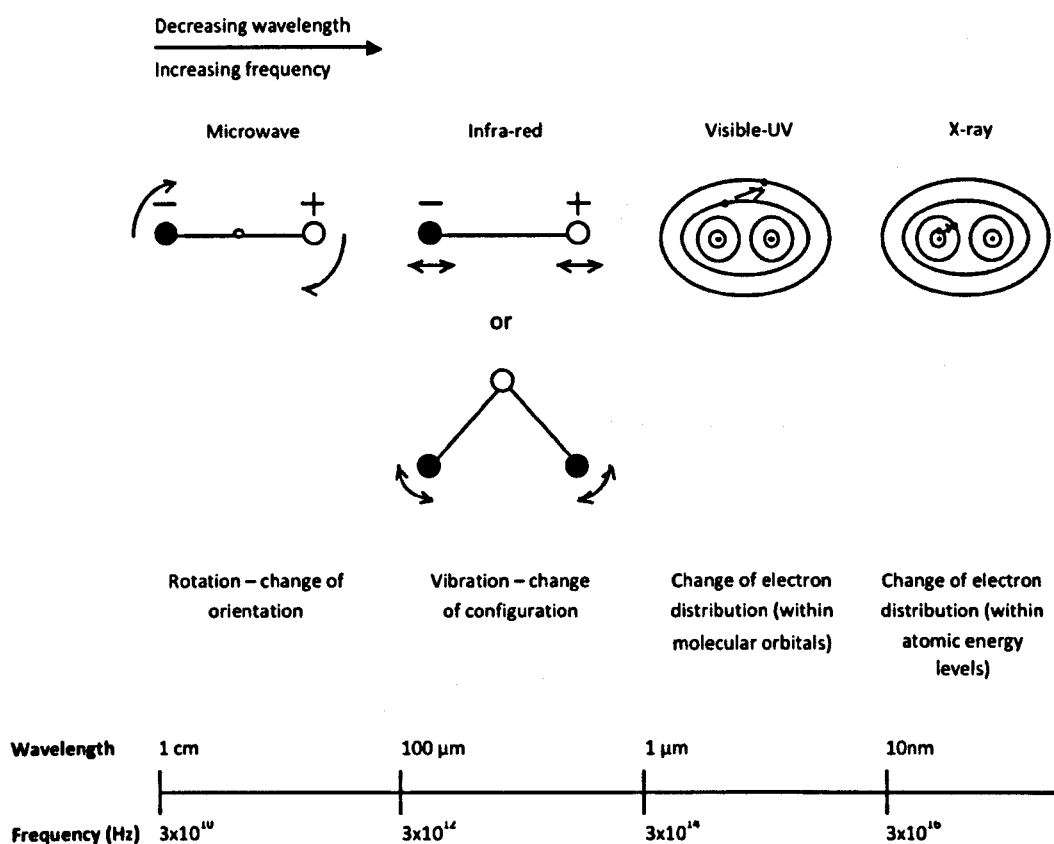 Decreasing wavelength
Increasing frequency
Microwave Infra-red Visible-UV X-ray
− + − +
or
Rotation – change of orientation
Vibration – change of configuration
Change of electron distribution (within molecular orbitals)
Change of electron distribution (within atomic energy levels)
Wavelength 1 cm 100 µm 1 µm 10nm
Frequency (Hz) 3x10¹⁰ 3x10¹² 3x10¹⁴ 3x10¹⁶